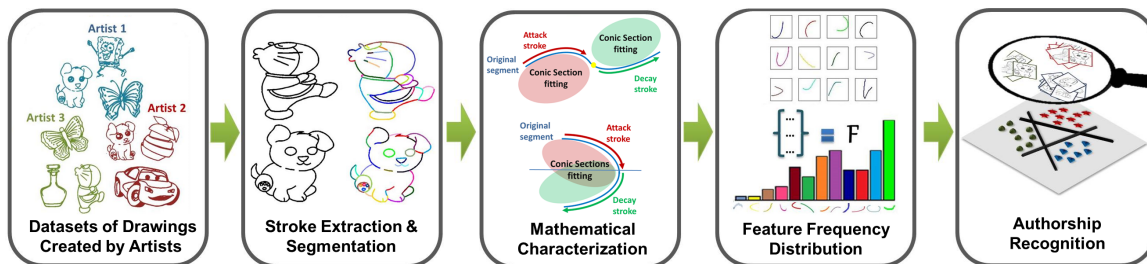 Artist 1
Artist 2
Artist 3
Datasets of Drawings
Created by Artists
Stroke Extraction &
Segmentation
Attack
stroke
Conic Section
fitting
Original
segment
Conic Section
fitting
Decay
stroke
Original
segment
Attack
stroke
Conic Sections
fitting
Decay
stroke
Mathematical
Characterization
{ ... ... } = F
Feature Frequency
Distribution
Authorship
Recognition